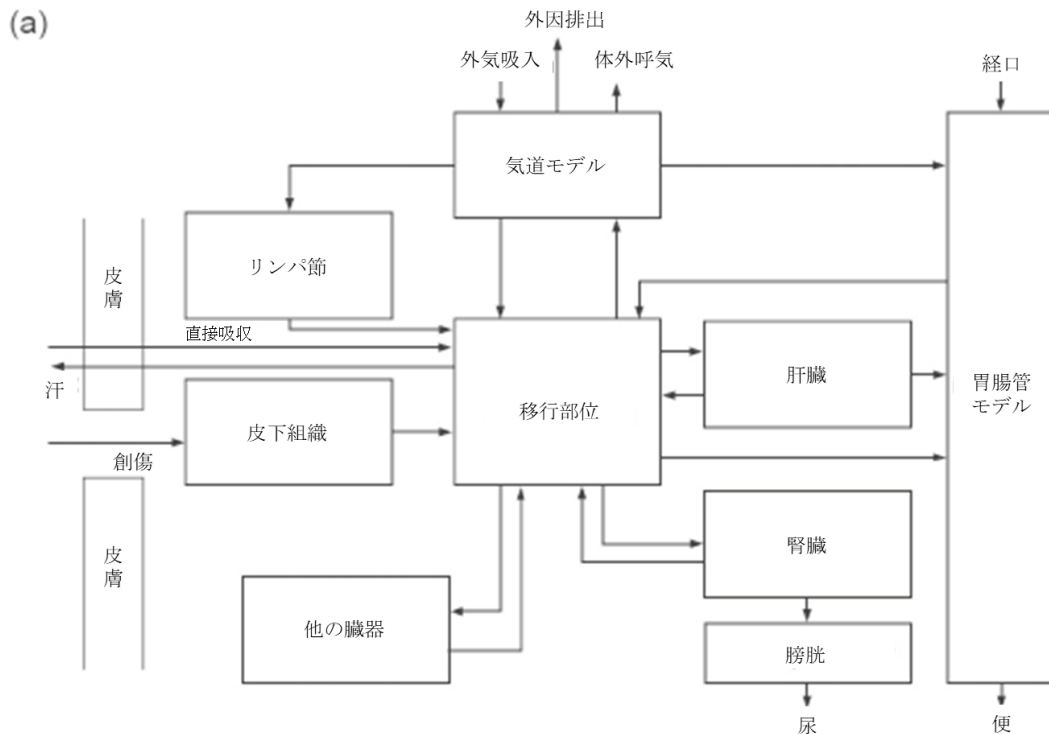 (a)
外因排出
外気吸入
体外呼気
経口
気道モデル
リンパ節
皮
膚
直接吸収
汗
移行部位
肝臓
胃腸管
モデル
皮下組織
創傷
皮
膚
腎臓
他の臓器
膀胱
尿
便